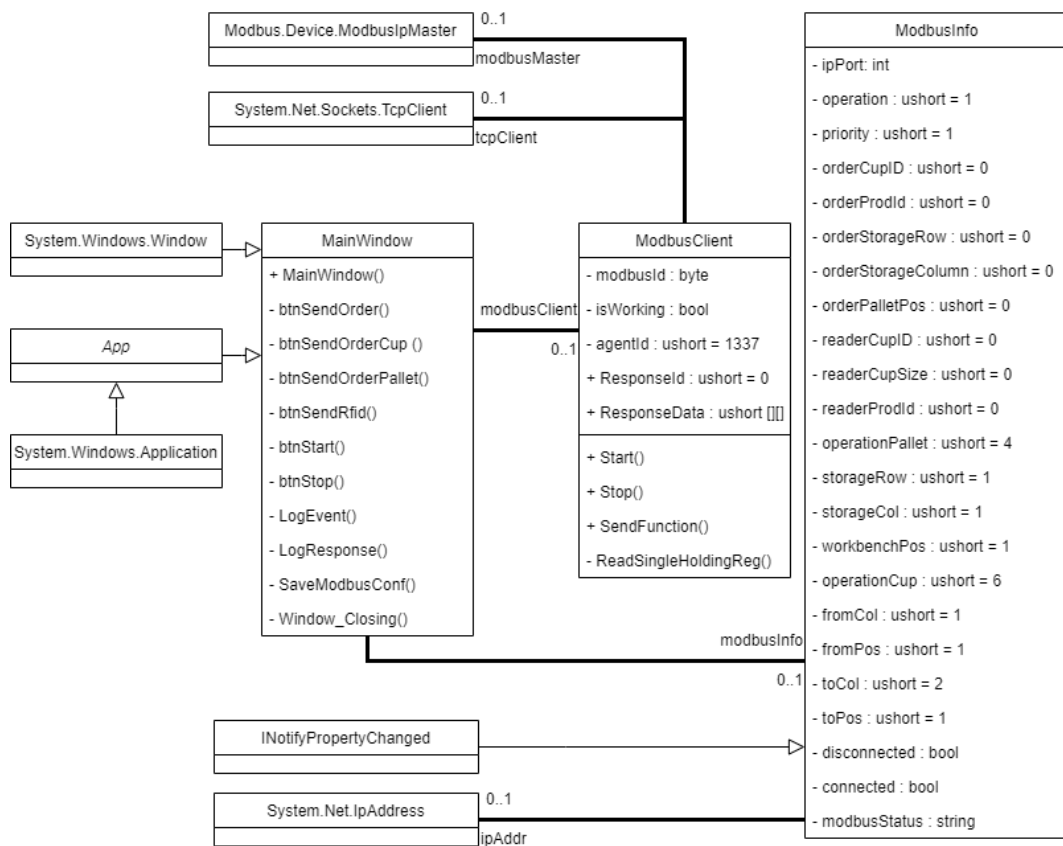 Modbus.Device.ModbusIpMaster
0..1
modbusMaster
System.Net.Sockets.TcpClient
0..1
tcpClient
System.Windows.Window
App
System.Windows.Application
MainWindow
+ MainWindow()
- btnSendOrder()
- btnSendOrderCup ()
- btnSendOrderPallet()
- btnSendRfid()
- btnStart()
- btnStop()
- LogEvent()
- LogResponse()
- SaveModbusConf()
- Window_Closing()
modbusClient
0..1
ModbusClient
- modbusId : byte
- isWorking : bool
- agentId : ushort = 1337
+ ResponseId : ushort = 0
+ ResponseData : ushort [][]
+ Start()
+ Stop()
+ SendFunction()
- ReadSingleHoldingReg()
modbusInfo
0..1
INotifyPropertyChanged
System.Net.IpAddress
0..1
ipAddr
ModbusInfo
- ipPort: int
- operation : ushort = 1
- priority : ushort = 1
- orderCupID : ushort = 0
- orderProdId : ushort = 0
- orderStorageRow : ushort = 0
- orderStorageColumn : ushort = 0
- orderPalletPos : ushort = 0
- readerCupID : ushort = 0
- readerCupSize : ushort = 0
- readerProdId : ushort = 0
- operationPallet : ushort = 4
- storageRow : ushort = 1
- storageCol : ushort = 1
- workbenchPos : ushort = 1
- operationCup : ushort = 6
- fromCol : ushort = 1
- fromPos : ushort = 1
- toCol : ushort = 2
- toPos : ushort = 1
- disconnected : bool
- connected : bool
- modbusStatus : string